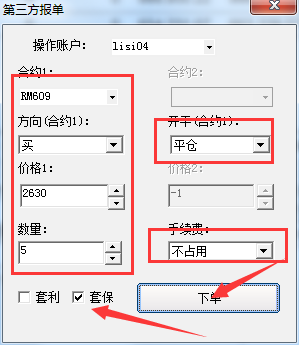 第三方报单
操作账户: lisi04
合约1: 合约2:
RM609
方向(合约1): 开平(合约1):
买 平仓
价格1: 价格2:
2630 -1
数量: 手续费:
5 不占用
套利 套保 下单